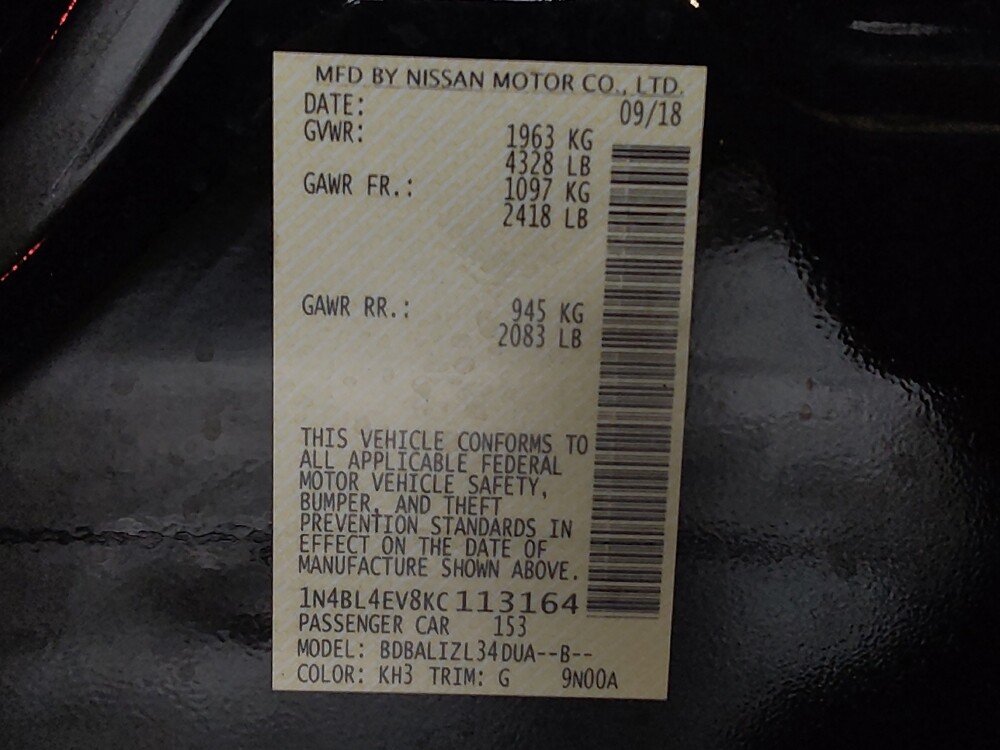 MFD BY NISSAN MOTOR CO., LTD.
DATE: 09/18
GVWR: 1963 KG
4328 LB
GAWR FR.: 1097 KG
2418 LB
GAWR RR.: 945 KG
2083 LB
THIS VEHICLE CONFORMS TO
ALL APPLICABLE FEDERAL
MOTOR VEHICLE SAFETY,
BUMPER, AND THEFT
PREVENTION STANDARDS IN
EFFECT ON THE DATE OF
MANUFACTURE SHOWN ABOVE.
1N4BL4EV8KC113164
PASSENGER CAR 153
MODEL: BDBALIZL34DUA--B--
COLOR: KH3 TRIM: G 9N00A